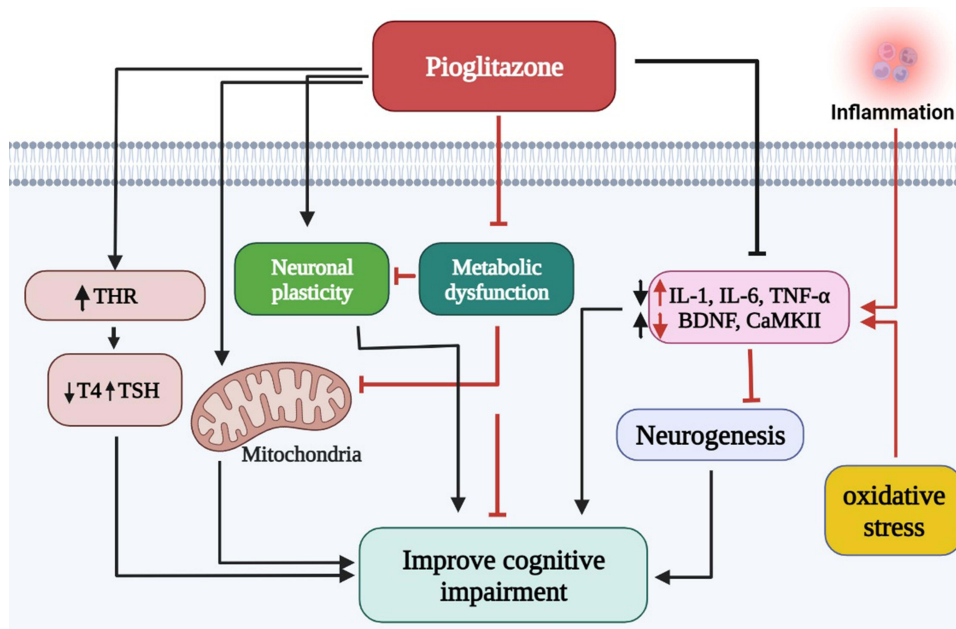 Pioglitazone
Inflammation
Neuronal
plasticity
Metabolic
dysfunction
↑ THR
↓ ↑ IL-1, IL-6, TNF-α
↑ ↓ BDNF, CaMKII
↓T4↑TSH
Mitochondria
Neurogenesis
oxidative
stress
Improve cognitive
impairment